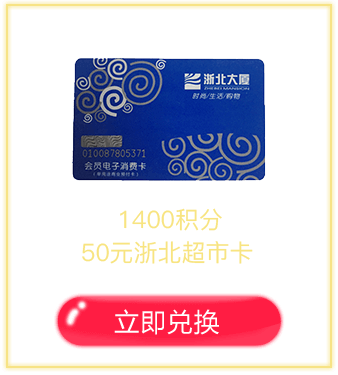 浙北大厦
ZHEBEI MANSION
时尚/生活/购物
010087805371
会员电子消费卡
1400积分
50元浙北超市卡
立即兑换